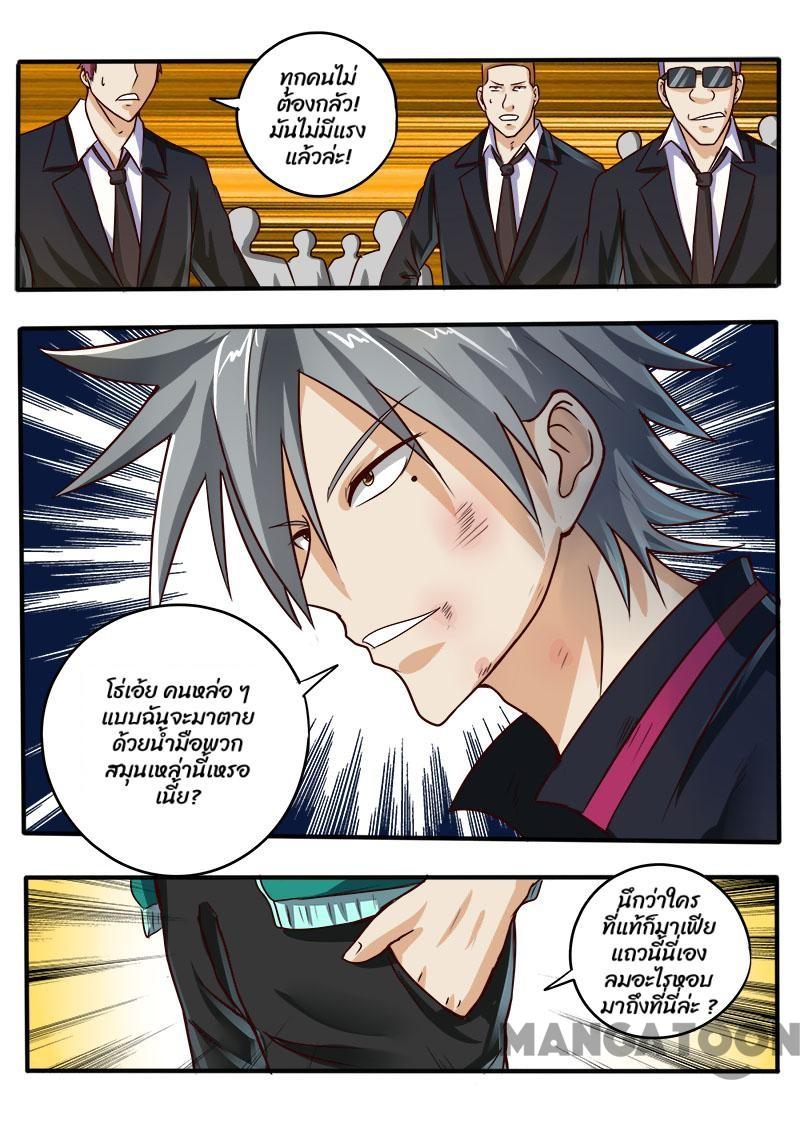 ทุกคนไม่
ต้องกลัว!
มันไม่มีแรง
แล้วล่ะ!
โธ่เอ้ย คนหล่อ ๆ
แบบฉันจะมาตาย
ด้วยน้ำมือพวก
สมุนเหล่านี้เหรอ
เนี้ย?
นึกว่าใคร
ที่แท้ก็มาเฟีย
แถวนี้นี่เอง
ลมอะไรหอบ
มาถึงที่นี่ล่ะ ?
MANGATOON